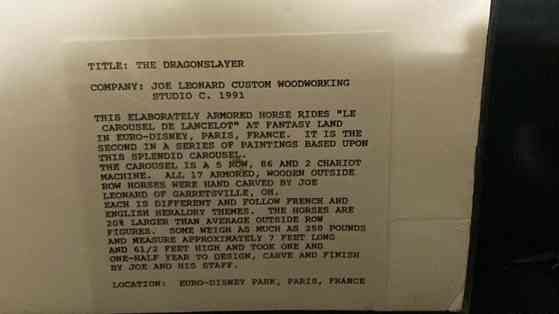 TITLE: THE DRAGONSLAYER
COMPANY: JOE LEONARD CUSTOM WOODWORKING
STUDIO C. 1991
THIS ELABORATELY ARMORED HORSE RIDES "LE
CAROUSEL DE LANCELOT" AT FANTASY LAND
IN EURO-DISNEY, PARIS, FRANCE. IT IS THE
SECOND IN A SERIES OF PAINTINGS BASED UPON
THIS SPLENDID CAROUSEL.
THE CAROUSEL IS A 5 ROW, 86 AND 2 CHARIOT
MACHINE. ALL 17 ARMORED, WOODEN OUTSIDE
ROW HORSES WERE HAND CARVED BY JOE
LEONARD OF GARRETSVILLE, OH.
EACH IS DIFFERENT AND FOLLOW FRENCH AND
ENGLISH HERALDRY THEMES. THE HORSES ARE
20% LARGER THAN AVERAGE OUTSIDE ROW
FIGURES. SOME WEIGH AS MUCH AS 250 POUNDS
AND MEASURE APPROXIMATELY 7 FEET LONG
AND 61/2 FEET HIGH AND TOOK ONE AND
ONE-HALF YEAR TO DESIGN, CARVE AND FINISH
BY JOE AND HIS STAFF.
LOCATION: EURO-DISNEY PARK, PARIS, FRANCE